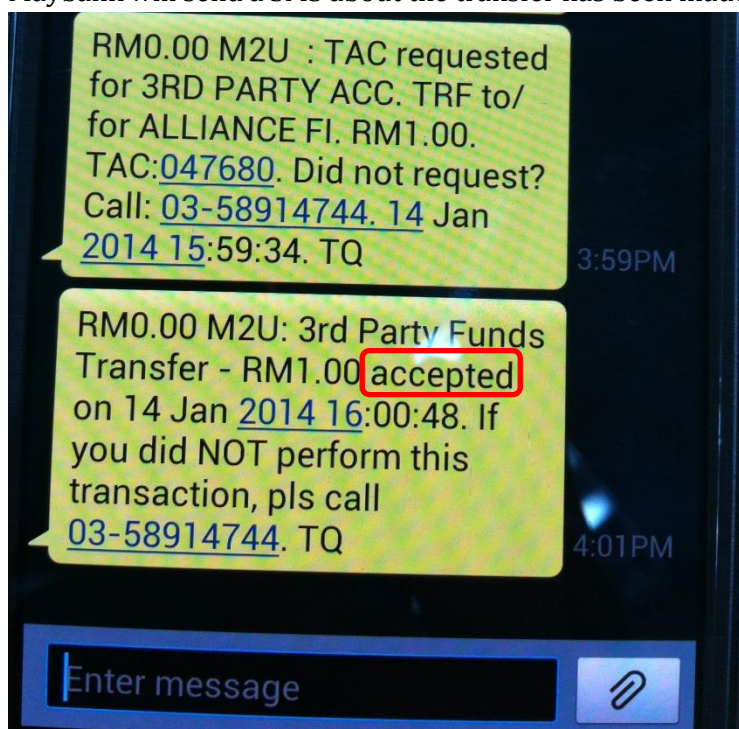 RM0.00 M2U : TAC requested
for 3RD PARTY ACC. TRF to/
for ALLIANCE FI. RM1.00.
TAC:047680. Did not request?
Call: 03-58914744. 14 Jan
2014 15:59:34. TQ
3:59PM
RM0.00 M2U: 3rd Party Funds
Transfer - RM1.00 accepted
on 14 Jan 2014 16:00:48. If
you did NOT perform this
transaction, pls call
03-58914744. TQ
4:01PM
Enter message